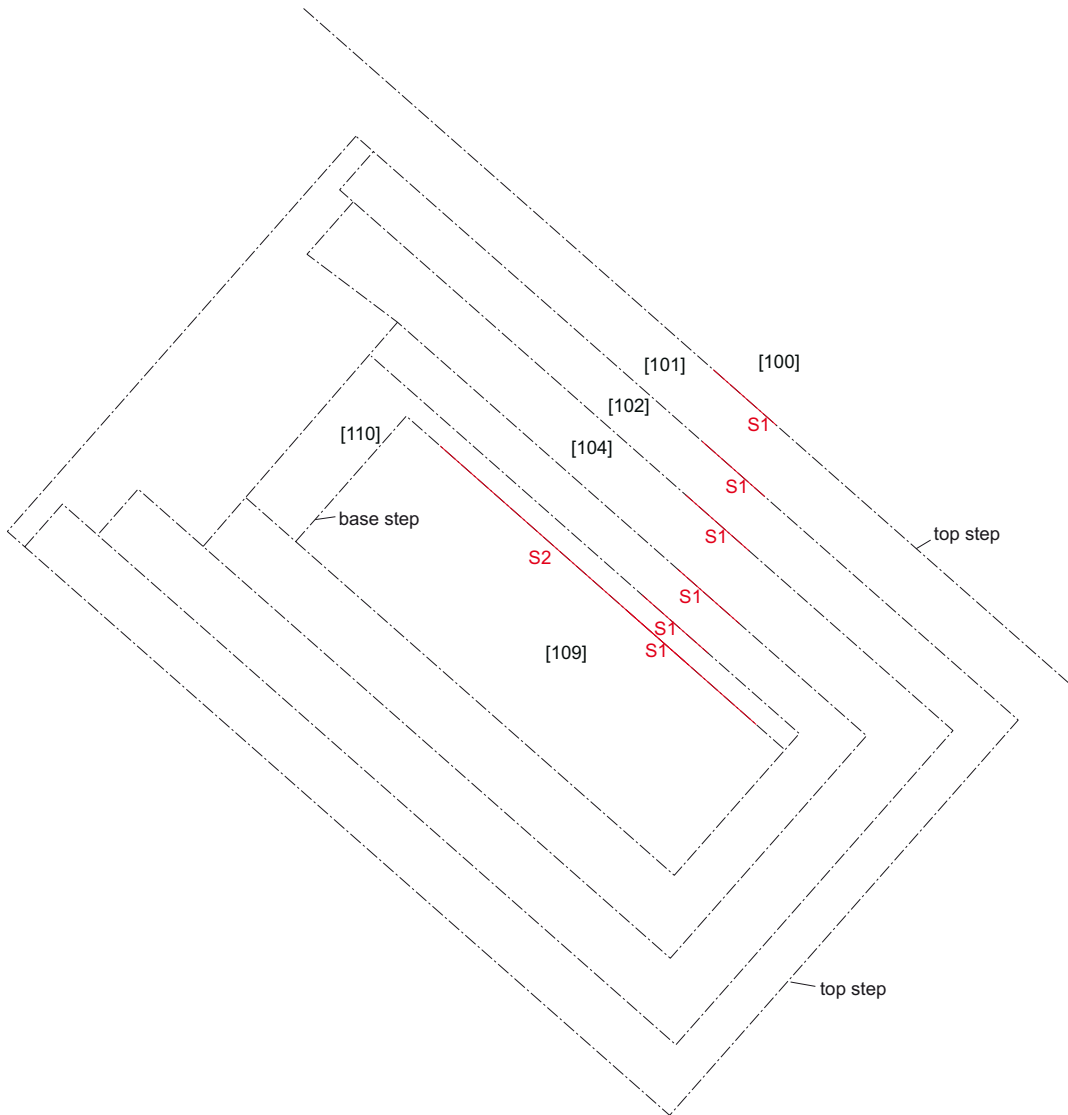 [100]
[101]
[102]
S1
[110]
[104]
S1
base step
top step
S1
S2
S1
S1
[109]
S1
top step